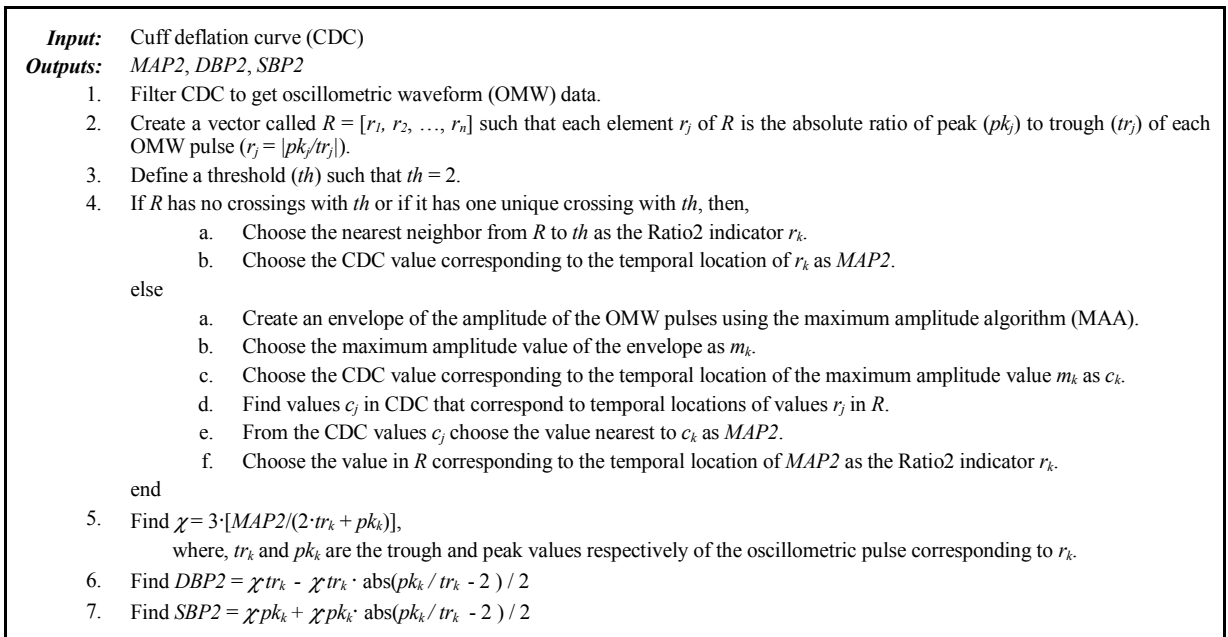 Input: Cuff deflation curve (CDC)
Outputs: MAP2, DBP2, SBP2
1. Filter CDC to get oscillometric waveform (OMW) data.
2. Create a vector called R = [r₁, r₂, …, rₙ] such that each element rⱼ of R is the absolute ratio of peak (pkⱼ) to trough (trⱼ) of each
OMW pulse (rⱼ = |pkⱼ/trⱼ|).
3. Define a threshold (th) such that th = 2.
4. If R has no crossings with th or if it has one unique crossing with th, then,
a. Choose the nearest neighbor from R to th as the Ratio2 indicator rₖ.
b. Choose the CDC value corresponding to the temporal location of rₖ as MAP2.
else
a. Create an envelope of the amplitude of the OMW pulses using the maximum amplitude algorithm (MAA).
b. Choose the maximum amplitude value of the envelope as mₖ.
c. Choose the CDC value corresponding to the temporal location of the maximum amplitude value mₖ as cₖ.
d. Find values cⱼ in CDC that correspond to temporal locations of values rⱼ in R.
e. From the CDC values cⱼ choose the value nearest to cₖ as MAP2.
f. Choose the value in R corresponding to the temporal location of MAP2 as the Ratio2 indicator rₖ.
end
5. Find χ = 3·[MAP2/(2·trₖ + pkₖ)],
where, trₖ and pkₖ are the trough and peak values respectively of the oscillometric pulse corresponding to rₖ.
6. Find DBP2 = χ trₖ - χ trₖ · abs(pkₖ / trₖ - 2 ) / 2
7. Find SBP2 = χ pkₖ + χ pkₖ· abs(pkₖ / trₖ - 2 ) / 2